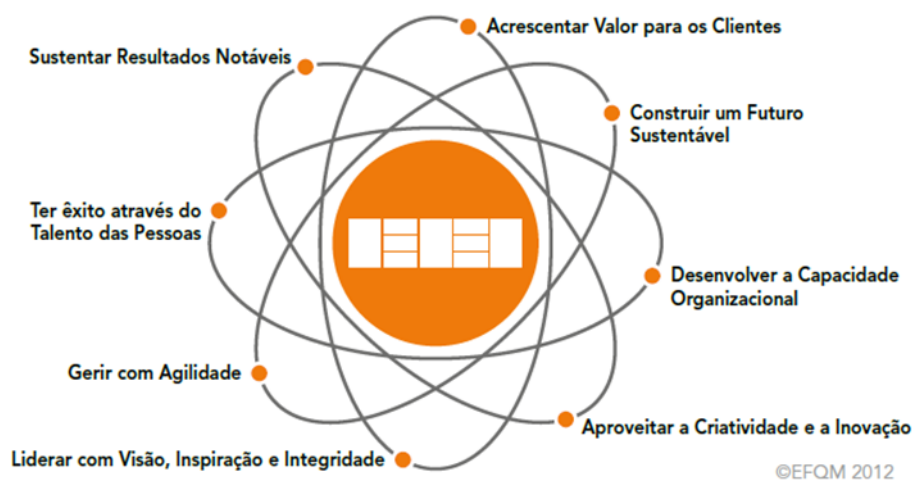 Acrescentar Valor para os Clientes
Sustentar Resultados Notáveis
Construir um Futuro
Sustentável
Ter êxito através do
Talento das Pessoas
Desenvolver a Capacidade
Organizacional
Gerir com Agilidade
Aproveitar a Criatividade e a Inovação
Liderar com Visão, Inspiração e Integridade
©EFQM 2012